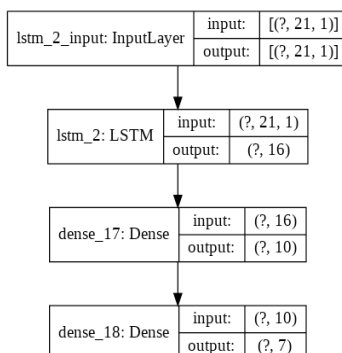 lstm_2_input: InputLayer input: [(?, 21, 1)]
output: [(?, 21, 1)]
lstm_2: LSTM input: (?, 21, 1)
output: (?, 16)
dense_17: Dense input: (?, 16)
output: (?, 10)
dense_18: Dense input: (?, 10)
output: (?, 7)